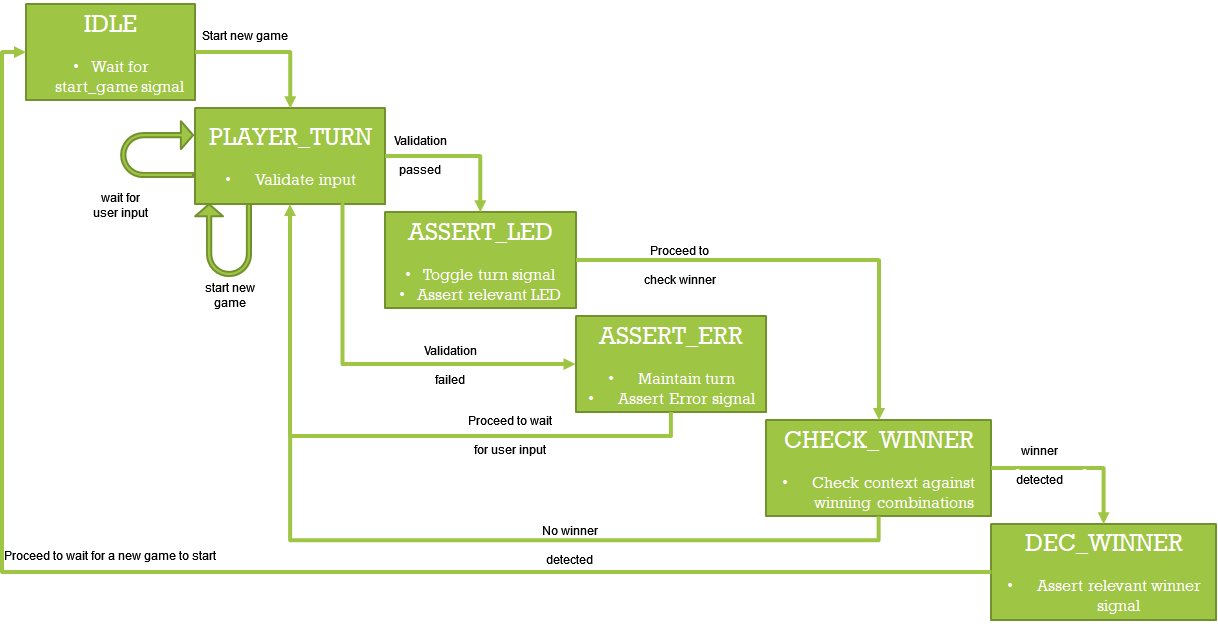 IDLE
• Wait for
start_game signal
Start new game
PLAYER_TURN
• Validate input
wait for
user input
start new
game
Validation
passed
ASSERT_LED
• Toggle turn signal
• Assert relevant LED
Proceed to
check winner
ASSERT_ERR
• Maintain turn
• Assert Error signal
Validation
failed
Proceed to wait
for user input
CHECK_WINNER
• Check context against
winning combinations
winner
detected
No winner
detected
DEC_WINNER
• Assert relevant winner
signal
Proceed to wait for a new game to start